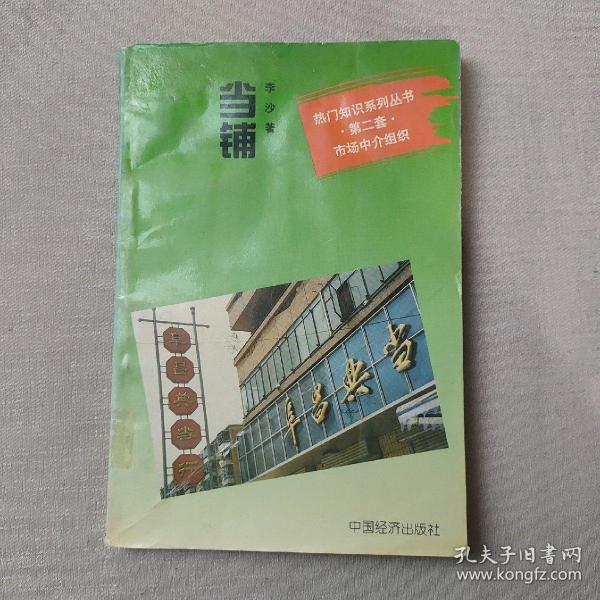 当铺
李沙著
热门知识系列丛书
·第二套·
市场中介组织
阜昌典当行
阜昌典当
中国经济出版社
孔夫子旧书网
www.kongfz.com